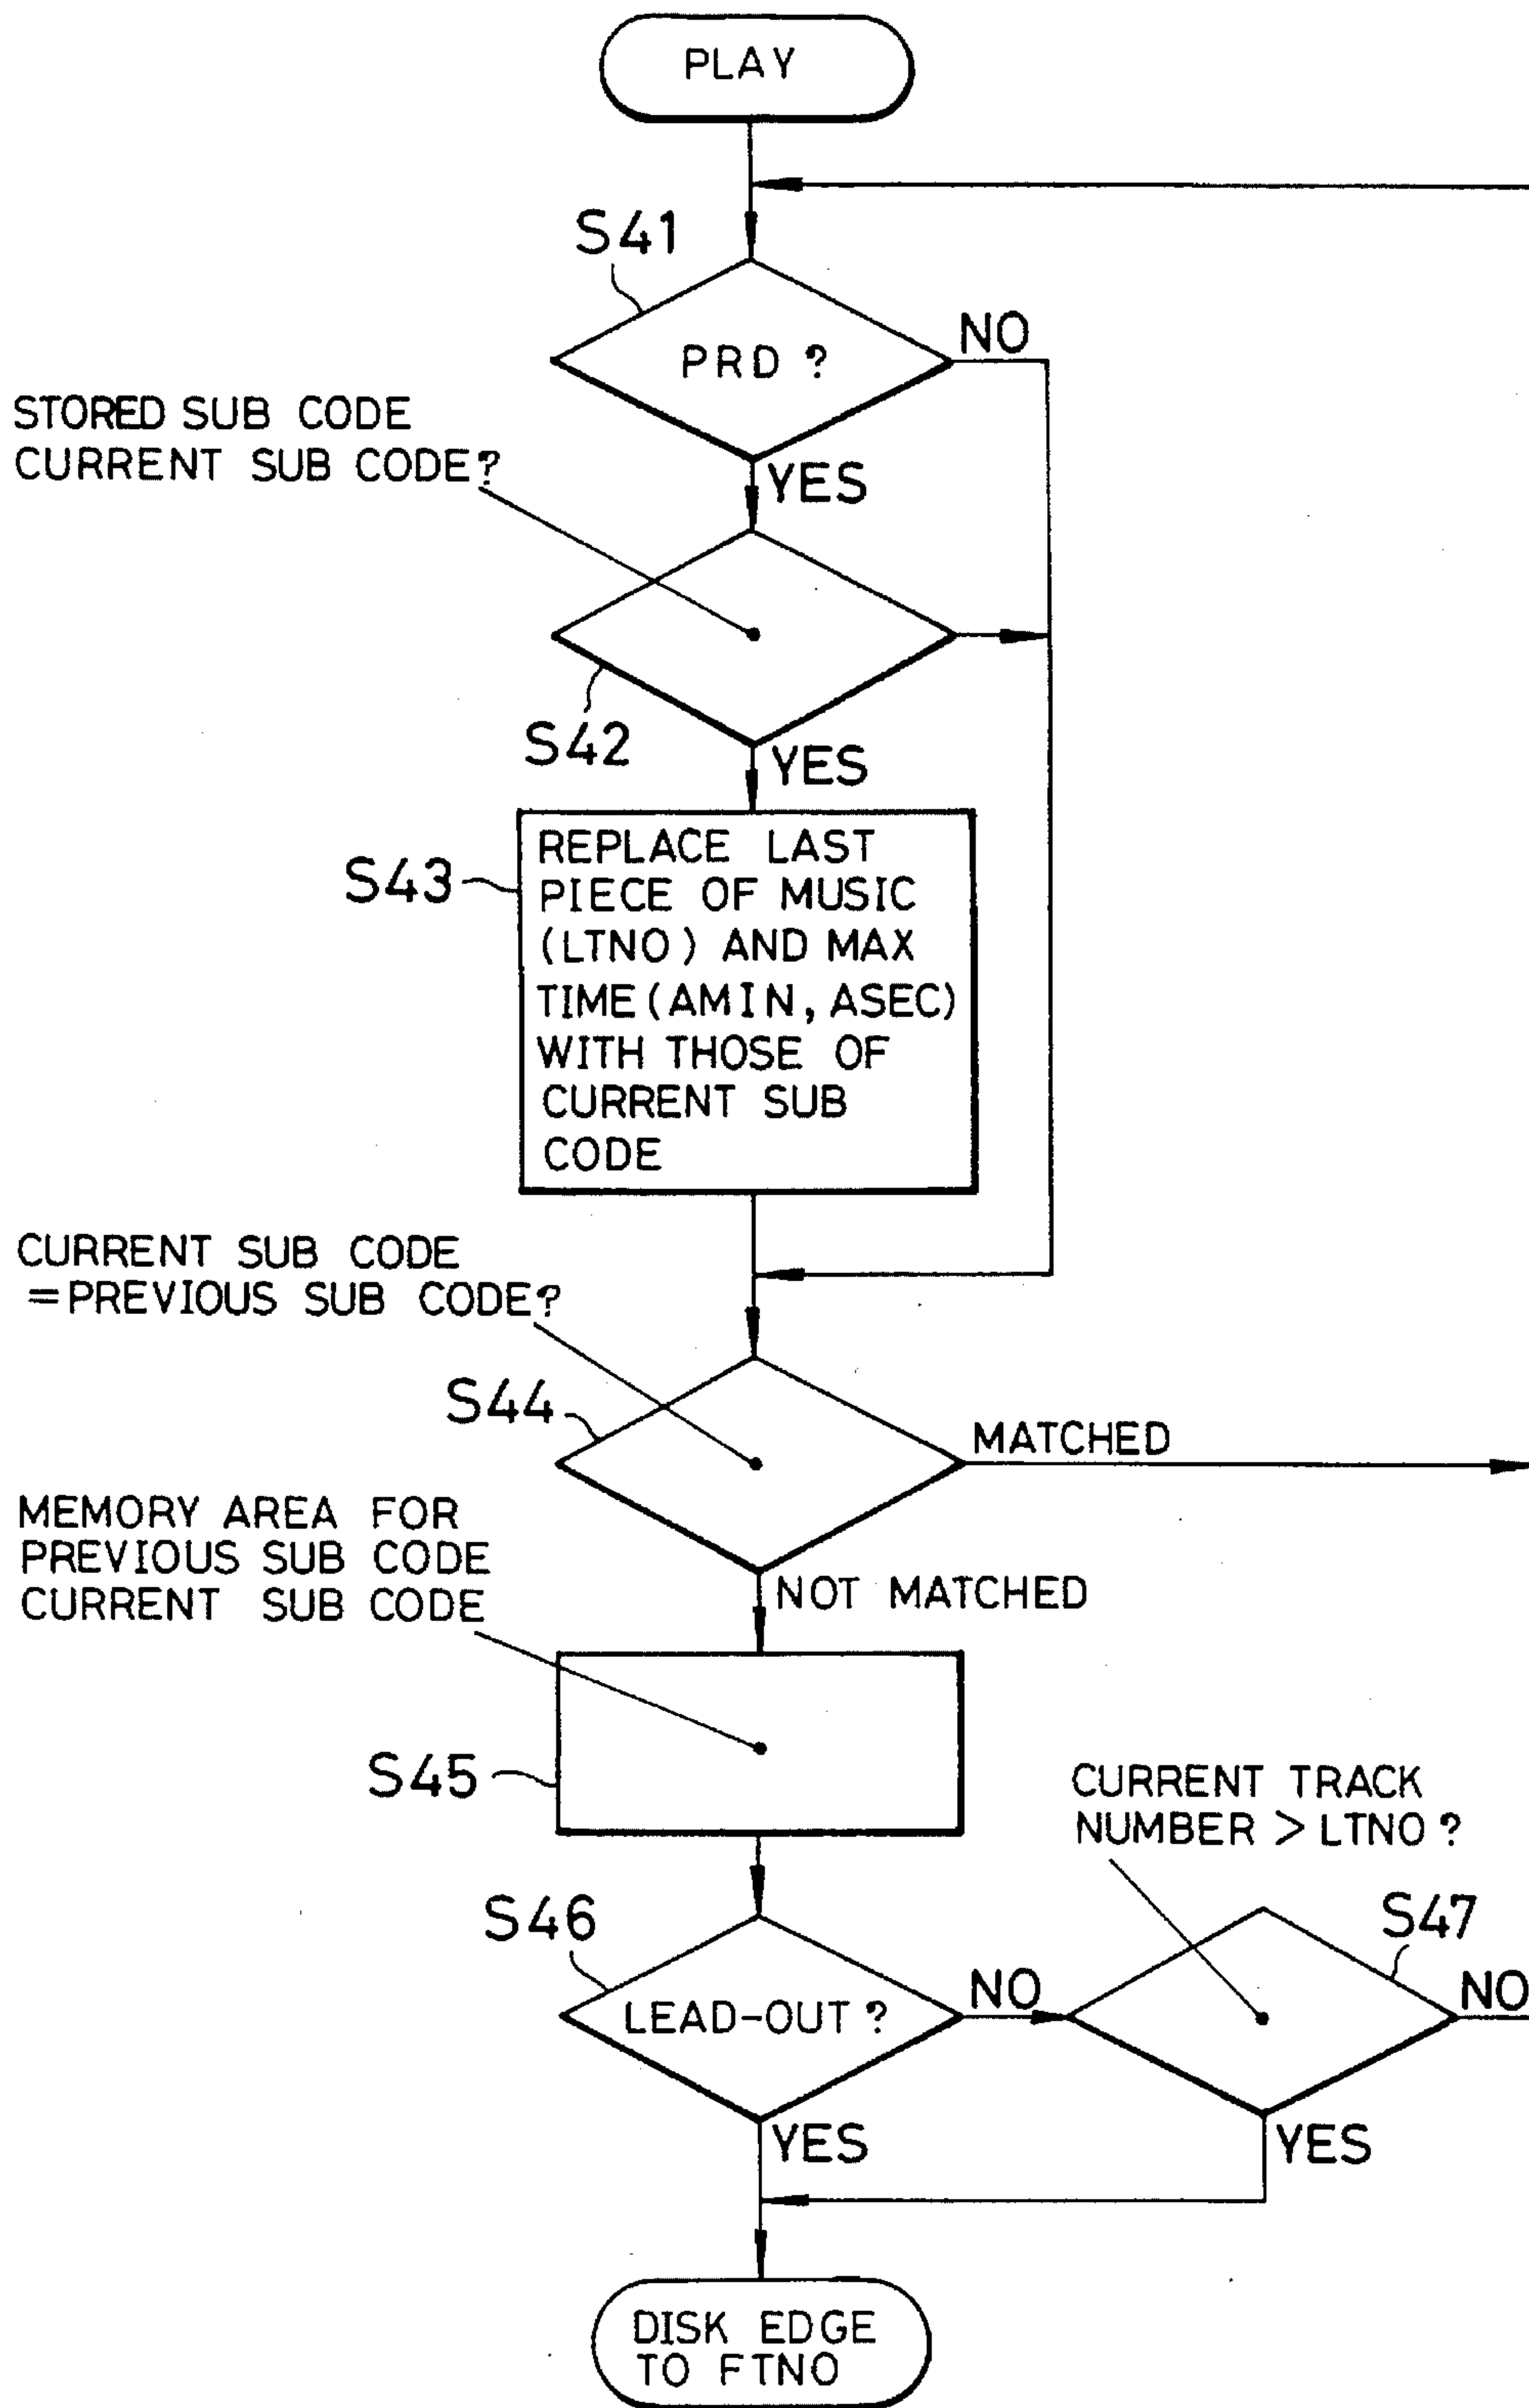 PLAY
S41
PRD ?
NO
STORED SUB CODE
CURRENT SUB CODE?
YES
S42
YES
S43
REPLACE LAST
PIECE OF MUSIC
(LTNO) AND MAX
TIME (AMIN, ASEC)
WITH THOSE OF
CURRENT SUB
CODE
CURRENT SUB CODE
=PREVIOUS SUB CODE?
S44
MATCHED
MEMORY AREA FOR
PREVIOUS SUB CODE
CURRENT SUB CODE
NOT MATCHED
S45
CURRENT TRACK
NUMBER > LTNO ?
S46
S47
LEAD-OUT ?
NO
NO
YES
YES
DISK EDGE
TO FTNO